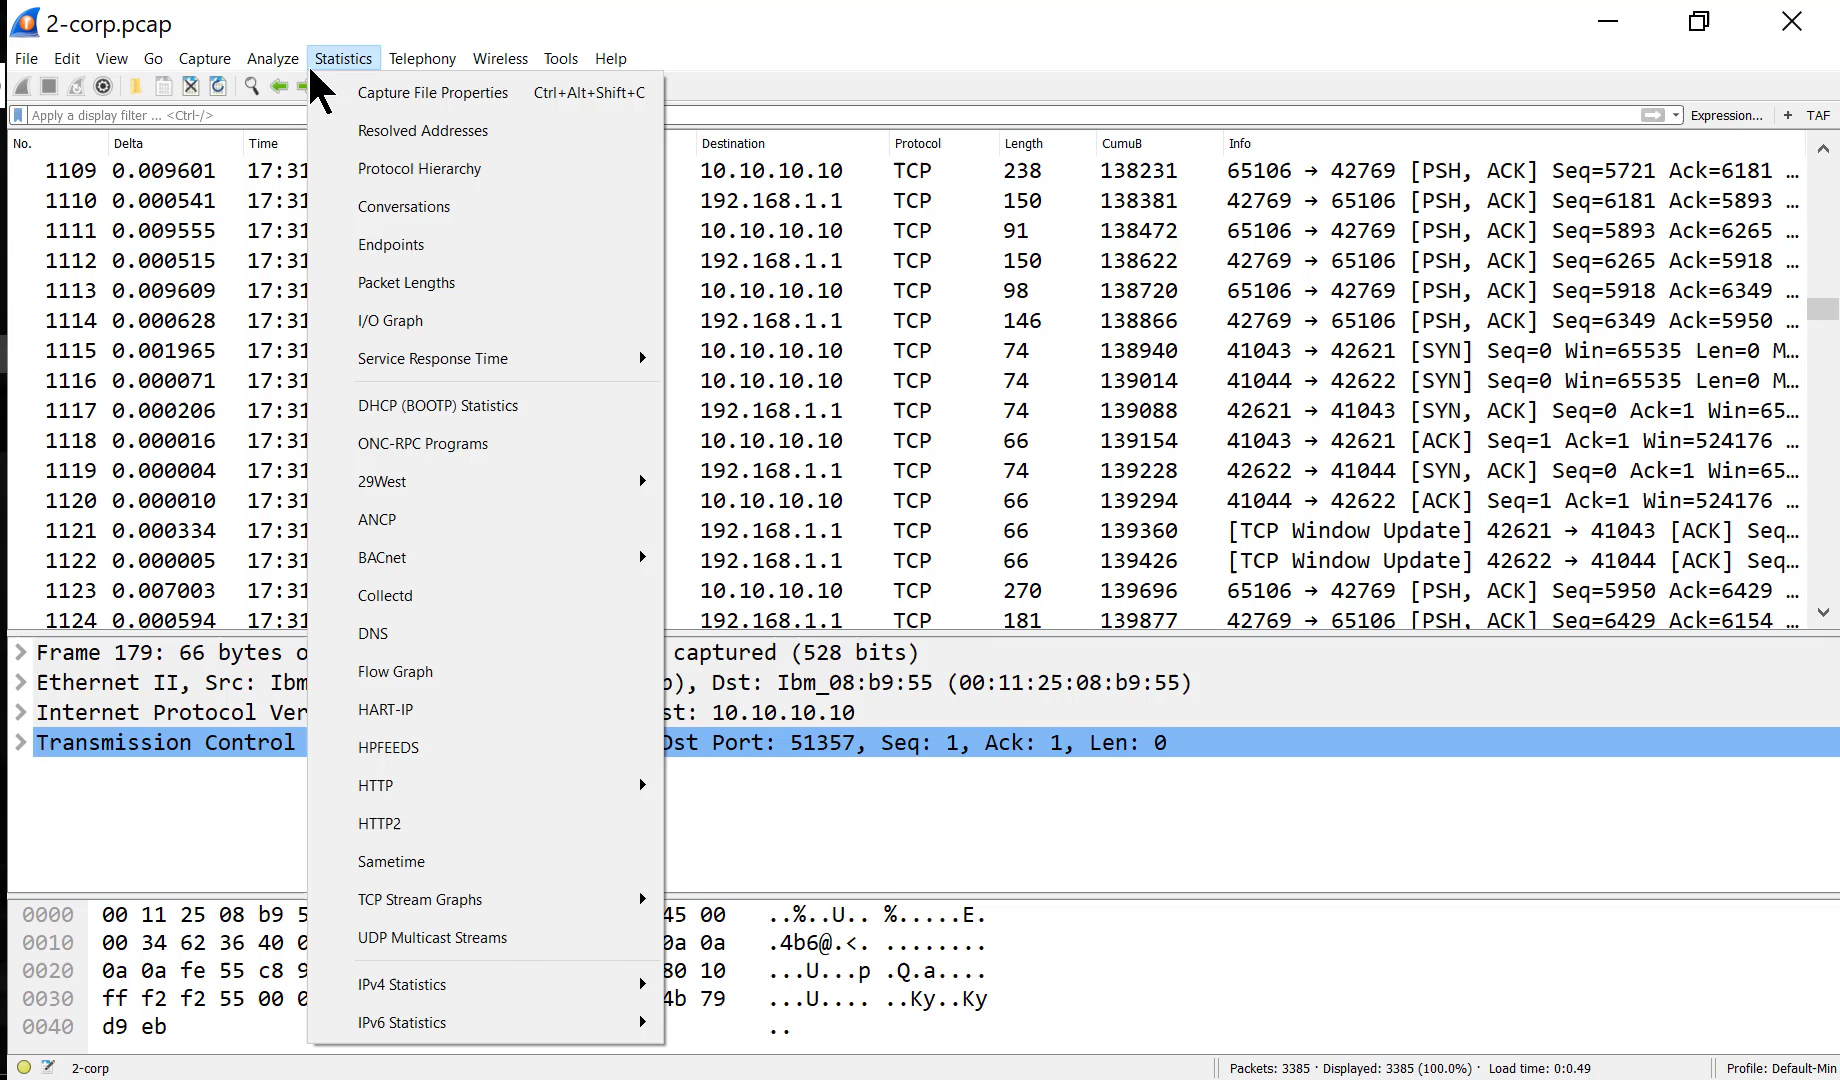 2-corp.pcap
File Edit View Go Capture Analyze Statistics Telephony Wireless Tools Help
Apply a display filter ... <Ctrl-/> Expression... + TAF
No. Delta Time Destination Protocol Length CumuB Info
1109 0.009601 17:31 10.10.10.10 TCP 238 138231 65106 → 42769 [PSH, ACK] Seq=5721 Ack=6181 …
1110 0.000541 17:31 192.168.1.1 TCP 150 138381 42769 → 65106 [PSH, ACK] Seq=6181 Ack=5893 …
1111 0.009555 17:31 10.10.10.10 TCP 91 138472 65106 → 42769 [PSH, ACK] Seq=5893 Ack=6265 …
1112 0.000515 17:31 192.168.1.1 TCP 150 138622 42769 → 65106 [PSH, ACK] Seq=6265 Ack=5918 …
1113 0.009609 17:31 10.10.10.10 TCP 98 138720 65106 → 42769 [PSH, ACK] Seq=5918 Ack=6349 …
1114 0.000628 17:31 192.168.1.1 TCP 146 138866 42769 → 65106 [PSH, ACK] Seq=6349 Ack=5950 …
1115 0.001965 17:31 10.10.10.10 TCP 74 138940 41043 → 42621 [SYN] Seq=0 Win=65535 Len=0 M…
1116 0.000071 17:31 10.10.10.10 TCP 74 139014 41044 → 42622 [SYN] Seq=0 Win=65535 Len=0 M…
1117 0.000206 17:31 192.168.1.1 TCP 74 139088 42621 → 41043 [SYN, ACK] Seq=0 Ack=1 Win=65…
1118 0.000016 17:31 10.10.10.10 TCP 66 139154 41043 → 42621 [ACK] Seq=1 Ack=1 Win=524176 …
1119 0.000004 17:31 192.168.1.1 TCP 74 139228 42622 → 41044 [SYN, ACK] Seq=0 Ack=1 Win=65…
1120 0.000010 17:31 10.10.10.10 TCP 66 139294 41044 → 42622 [ACK] Seq=1 Ack=1 Win=524176 …
1121 0.000334 17:31 192.168.1.1 TCP 66 139360 [TCP Window Update] 42621 → 41043 [ACK] Seq…
1122 0.000005 17:31 192.168.1.1 TCP 66 139426 [TCP Window Update] 42622 → 41044 [ACK] Seq…
1123 0.007003 17:31 10.10.10.10 TCP 270 139696 65106 → 42769 [PSH, ACK] Seq=5950 Ack=6429 …
1124 0.000594 17:31 192.168.1.1 TCP 181 139877 42769 → 65106 [PSH, ACK] Seq=6429 Ack=6154 …
Capture File Properties Ctrl+Alt+Shift+C
Resolved Addresses
Protocol Hierarchy
Conversations
Endpoints
Packet Lengths
I/O Graph
Service Response Time
DHCP (BOOTP) Statistics
ONC-RPC Programs
29West
ANCP
BACnet
Collectd
DNS
Flow Graph
HART-IP
HPFEEDS
HTTP
HTTP2
Sametime
TCP Stream Graphs
UDP Multicast Streams
IPv4 Statistics
IPv6 Statistics
Frame 179: 66 bytes o captured (528 bits)
Ethernet II, Src: Ibm ), Dst: Ibm_08:b9:55 (00:11:25:08:b9:55)
Internet Protocol Ver st: 10.10.10.10
Transmission Control Dst Port: 51357, Seq: 1, Ack: 1, Len: 0
0000 00 11 25 08 b9 5 45 00 ..%..U.. %.....E.
0010 00 34 62 36 40 0 0a 0a .4b6@.<. ........
0020 0a 0a fe 55 c8 9 80 10 ...U...p .Q.a....
0030 ff f2 f2 55 00 0 4b 79 ...U.... ..Ky..Ky
0040 d9 eb ..
2-corp Packets: 3385 · Displayed: 3385 (100.0%) · Load time: 0:0.49 Profile: Default-Min